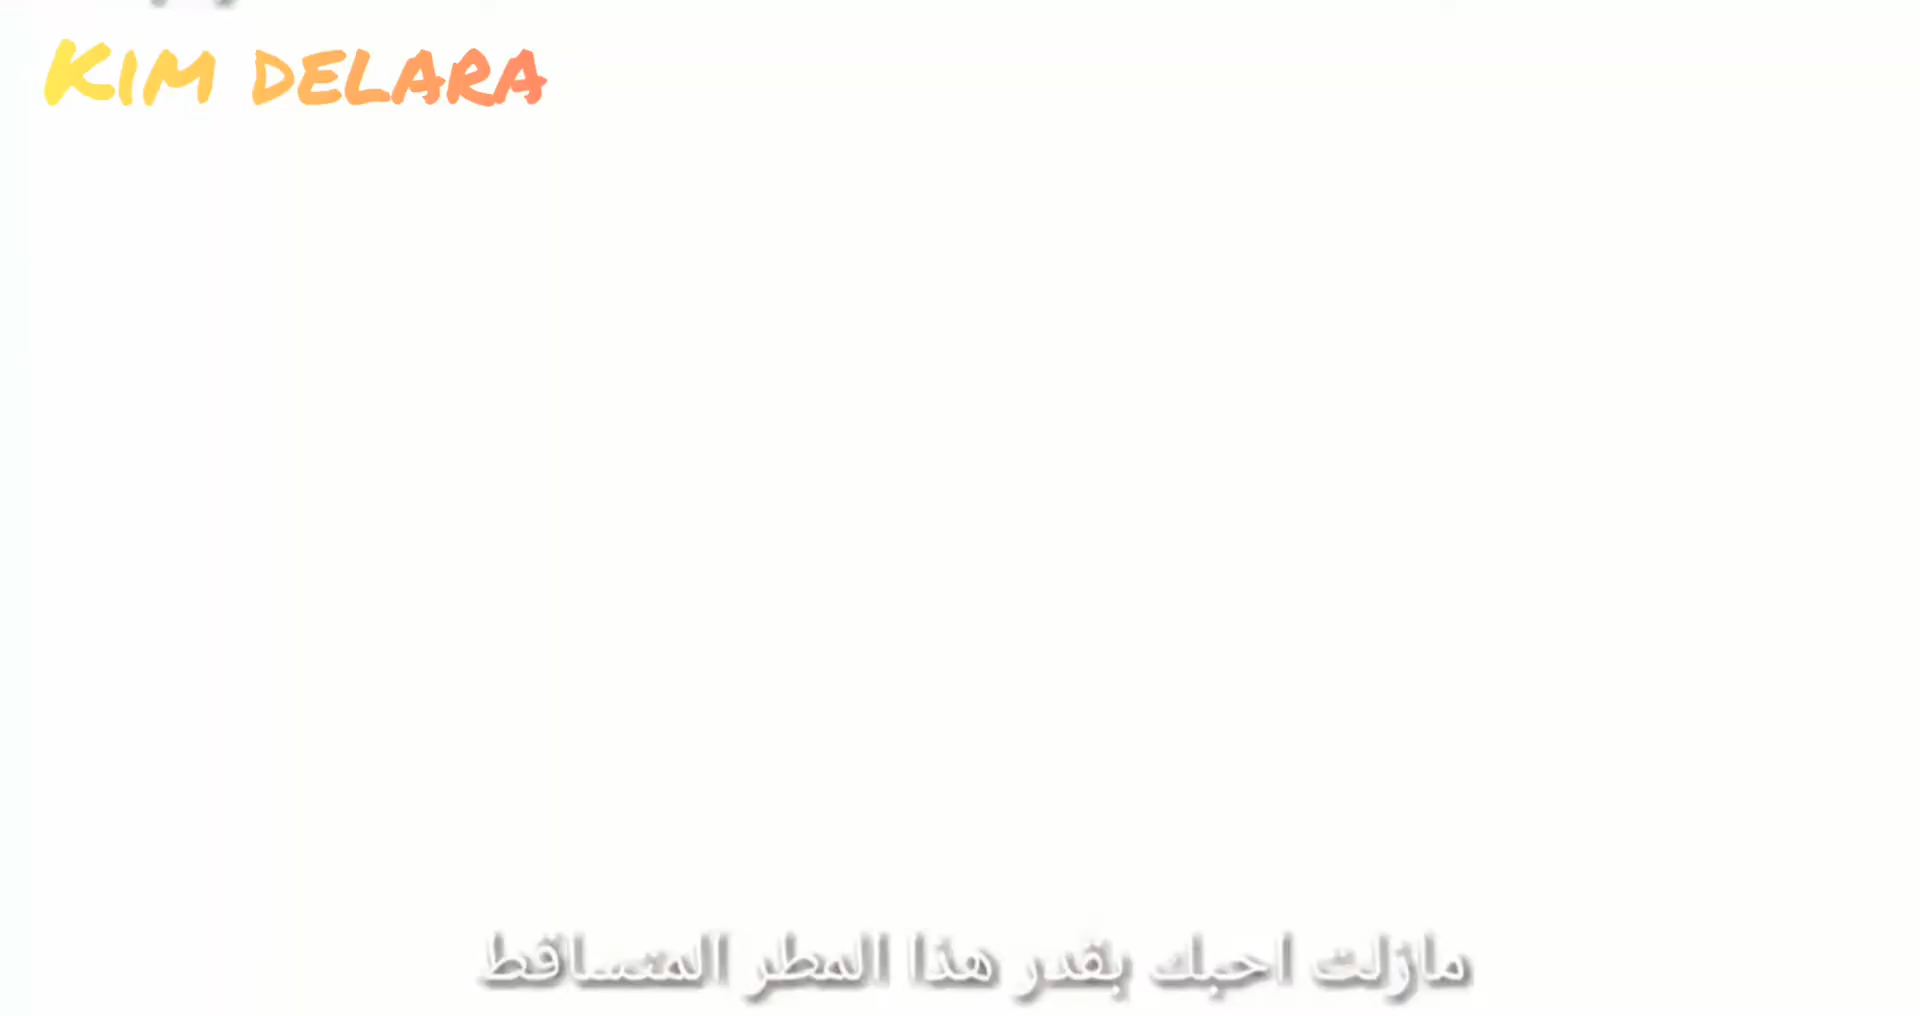 Kim delara
مازلت احبك بقدر هذا المطر المتساقط